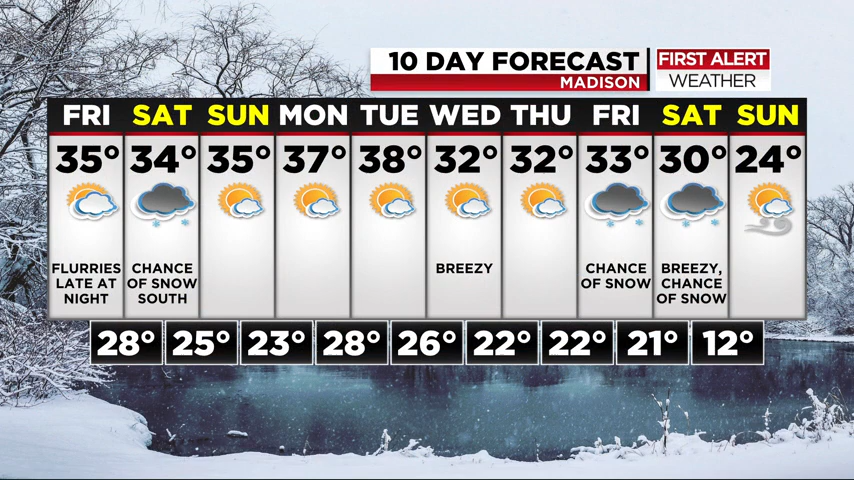 10 DAY FORECAST
MADISON
FIRST ALERT
WEATHER
FRI SAT SUN MON TUE WED THU FRI SAT SUN
35° 34° 35° 37° 38° 32° 32° 33° 30° 24°
FLURRIES
LATE AT
NIGHT
CHANCE
OF SNOW
SOUTH
BREEZY
CHANCE
OF SNOW
BREEZY,
CHANCE
OF SNOW
28° 25° 23° 28° 26° 22° 22° 21° 12°